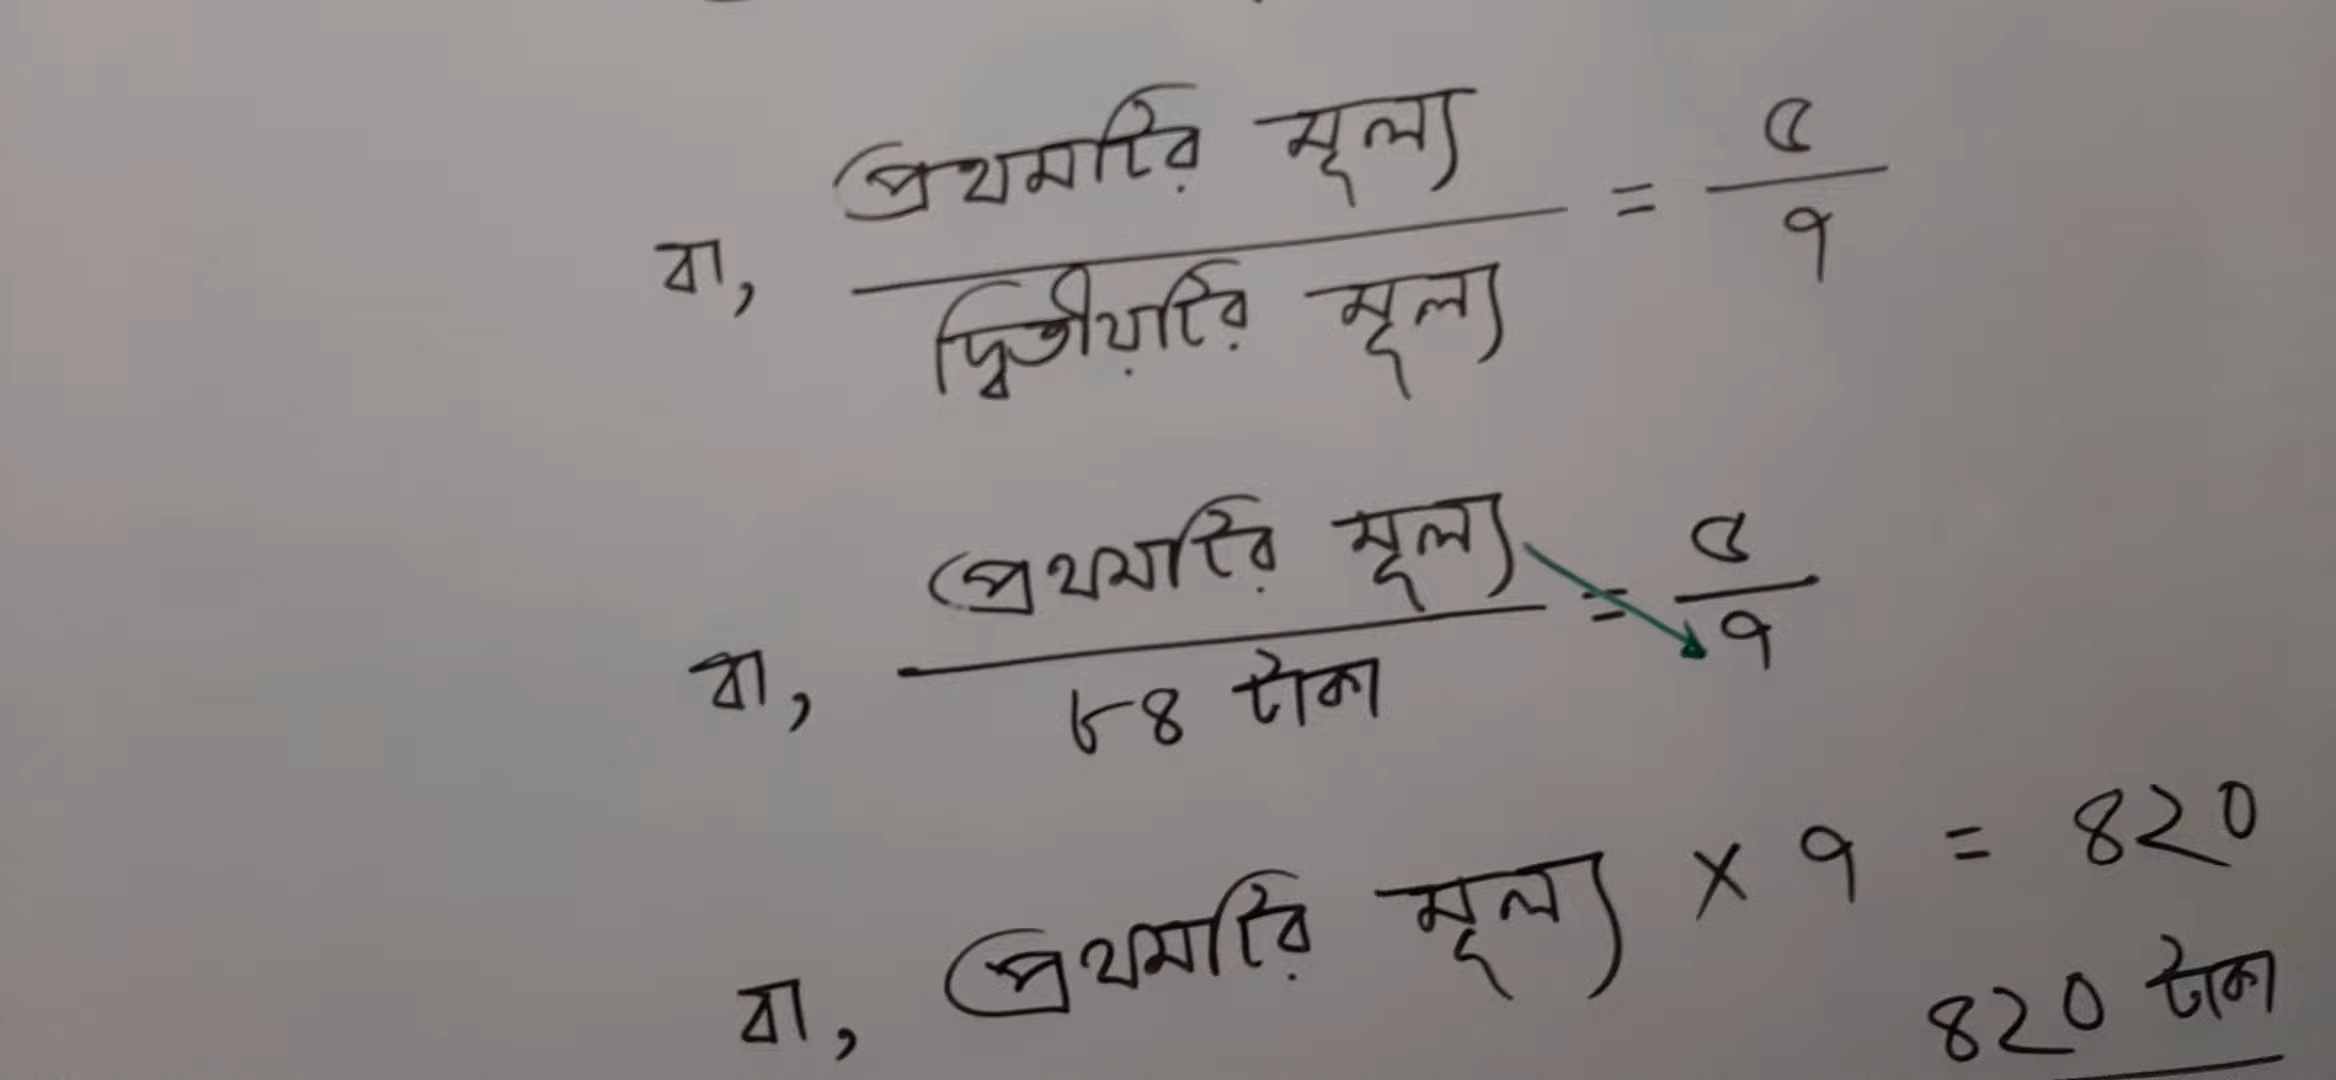 বা, প্রথমটির মূল্য / দ্বিতীয়টির মূল্য = ৫ / ৭
বা, প্রথমটির মূল্য / ৮৪ টাকা = ৫ / ৭
বা, প্রথমটির মূল্য × ৭ = ৪২০
৪২০ টাকা